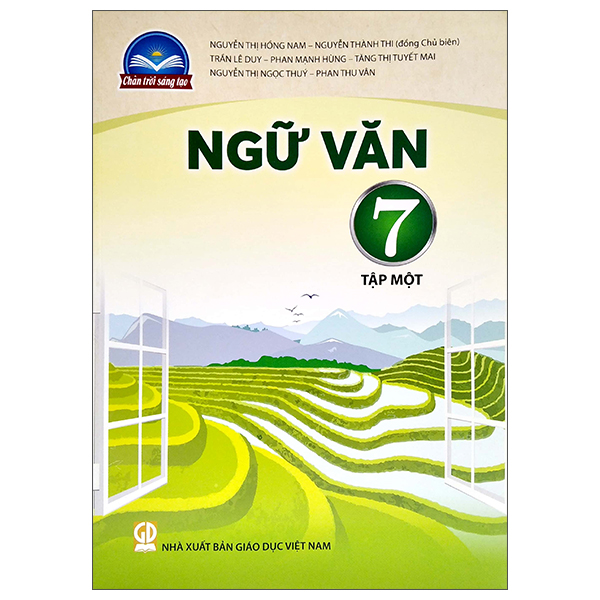 Chân trời sáng tạo
NGUYỄN THỊ HỒNG NAM – NGUYỄN THÀNH THI (đồng Chủ biên)
TRẦN LÊ DUY – PHAN MẠNH HÙNG – TĂNG THỊ TUYẾT MAI
NGUYỄN THỊ NGỌC THUÝ – PHAN THU VÂN
NGỮ VĂN
7
TẬP MỘT
GD
NHÀ XUẤT BẢN GIÁO DỤC VIỆT NAM